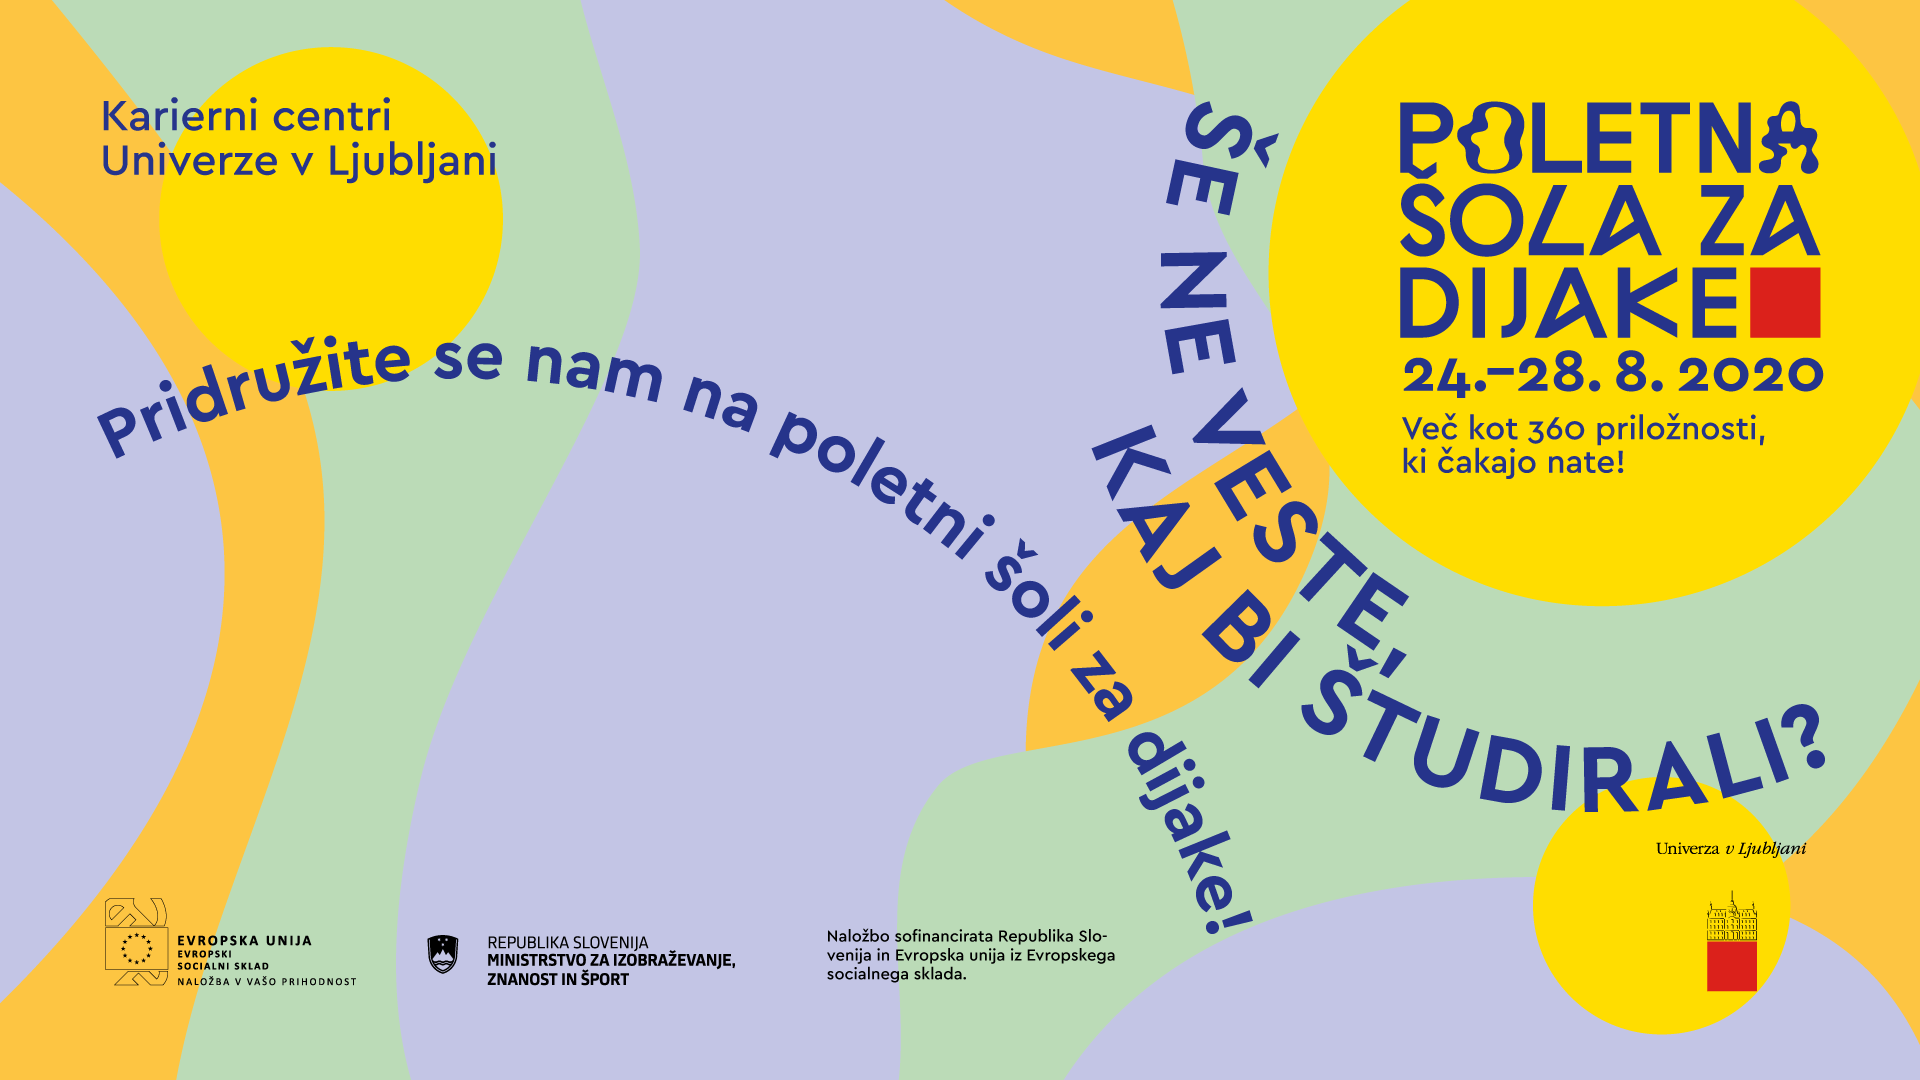 Karierni centri
Univerze v Ljubljani
Pridružite se nam na poletni šoli za dijake!
ŠE NE VESTE,
KAJ BI ŠTUDIRALI?
POLETNA
ŠOLA ZA
DIJAKE
24.–28. 8. 2020
Več kot 360 priložnosti,
ki čakajo nate!
EVROPSKA UNIJA
EVROPSKI
SOCIALNI SKLAD
NALOŽBA V VAŠO PRIHODNOST
REPUBLIKA SLOVENIJA
MINISTRSTVO ZA IZOBRAŽEVANJE,
ZNANOST IN ŠPORT
Naložbo sofinancirata Republika Slo-
venija in Evropska unija iz Evropskega
socialnega sklada.
Univerza v Ljubljani